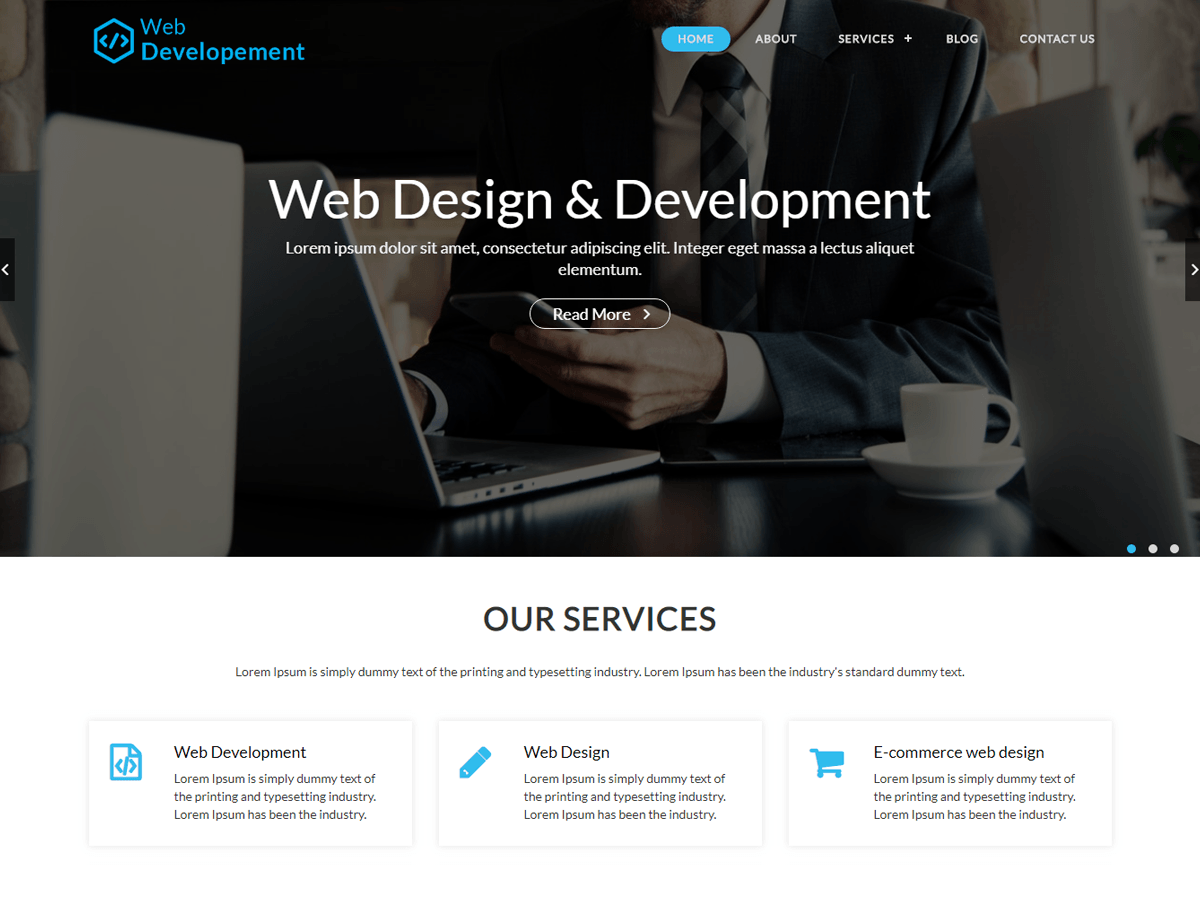 Web
Developement
HOME ABOUT SERVICES + BLOG CONTACT US
Web Design & Development
Lorem ipsum dolor sit amet, consectetur adipiscing elit. Integer eget massa a lectus aliquet
elementum.
Read More
OUR SERVICES
Lorem Ipsum is simply dummy text of the printing and typesetting industry. Lorem Ipsum has been the industry's standard dummy text.
Web Development
Lorem Ipsum is simply dummy text of
the printing and typesetting industry.
Lorem Ipsum has been the industry.
Web Design
Lorem Ipsum is simply dummy text of
the printing and typesetting industry.
Lorem Ipsum has been the industry.
E-commerce web design
Lorem Ipsum is simply dummy text of
the printing and typesetting industry.
Lorem Ipsum has been the industry.